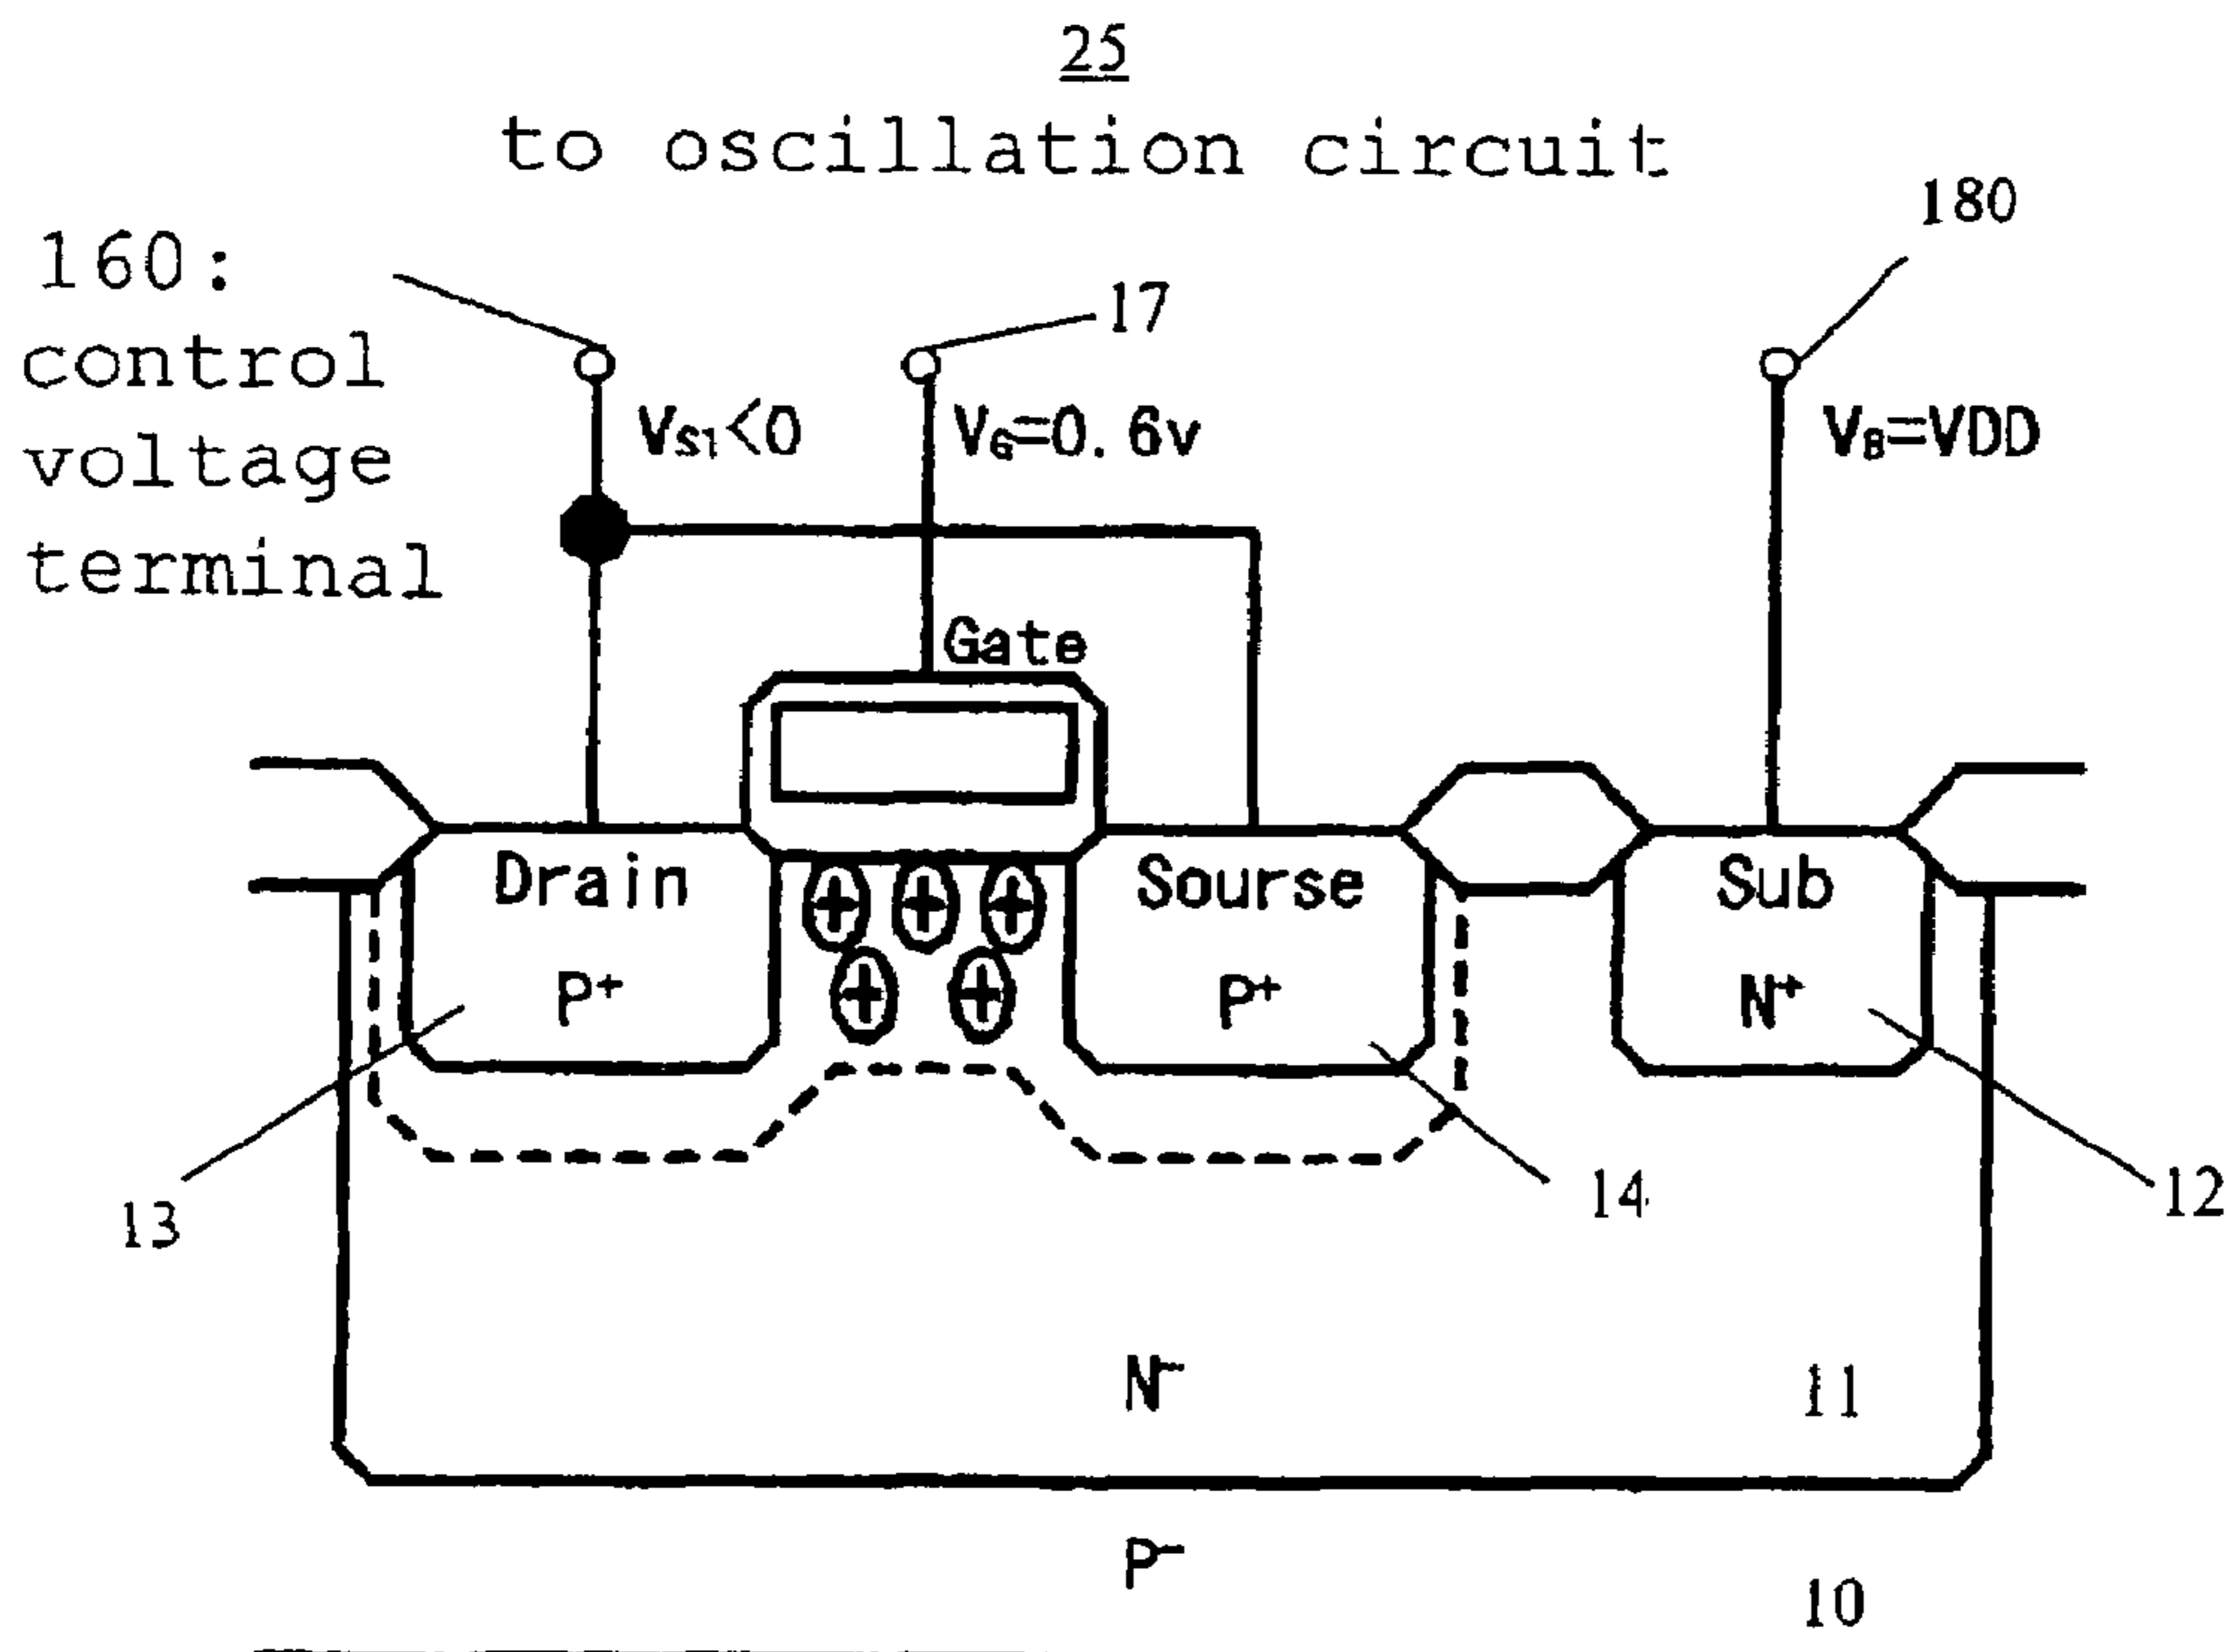 25
to oscillation circuit
180
160:
control
voltage
terminal
17
VS1<0
VG=0.6v
VB=VDD
Gate
Drain
Sourse
Sub
P+
P+
N+
13
14
12
N-
11
P-
10